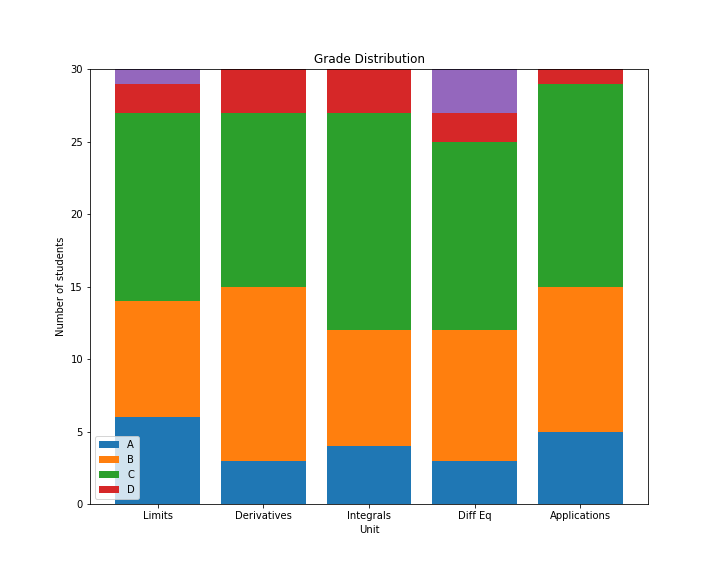 Grade Distribution
Number of students
30
25
20
15
10
5
0
A
B
C
D
Limits
Derivatives
Integrals
Diff Eq
Applications
Unit